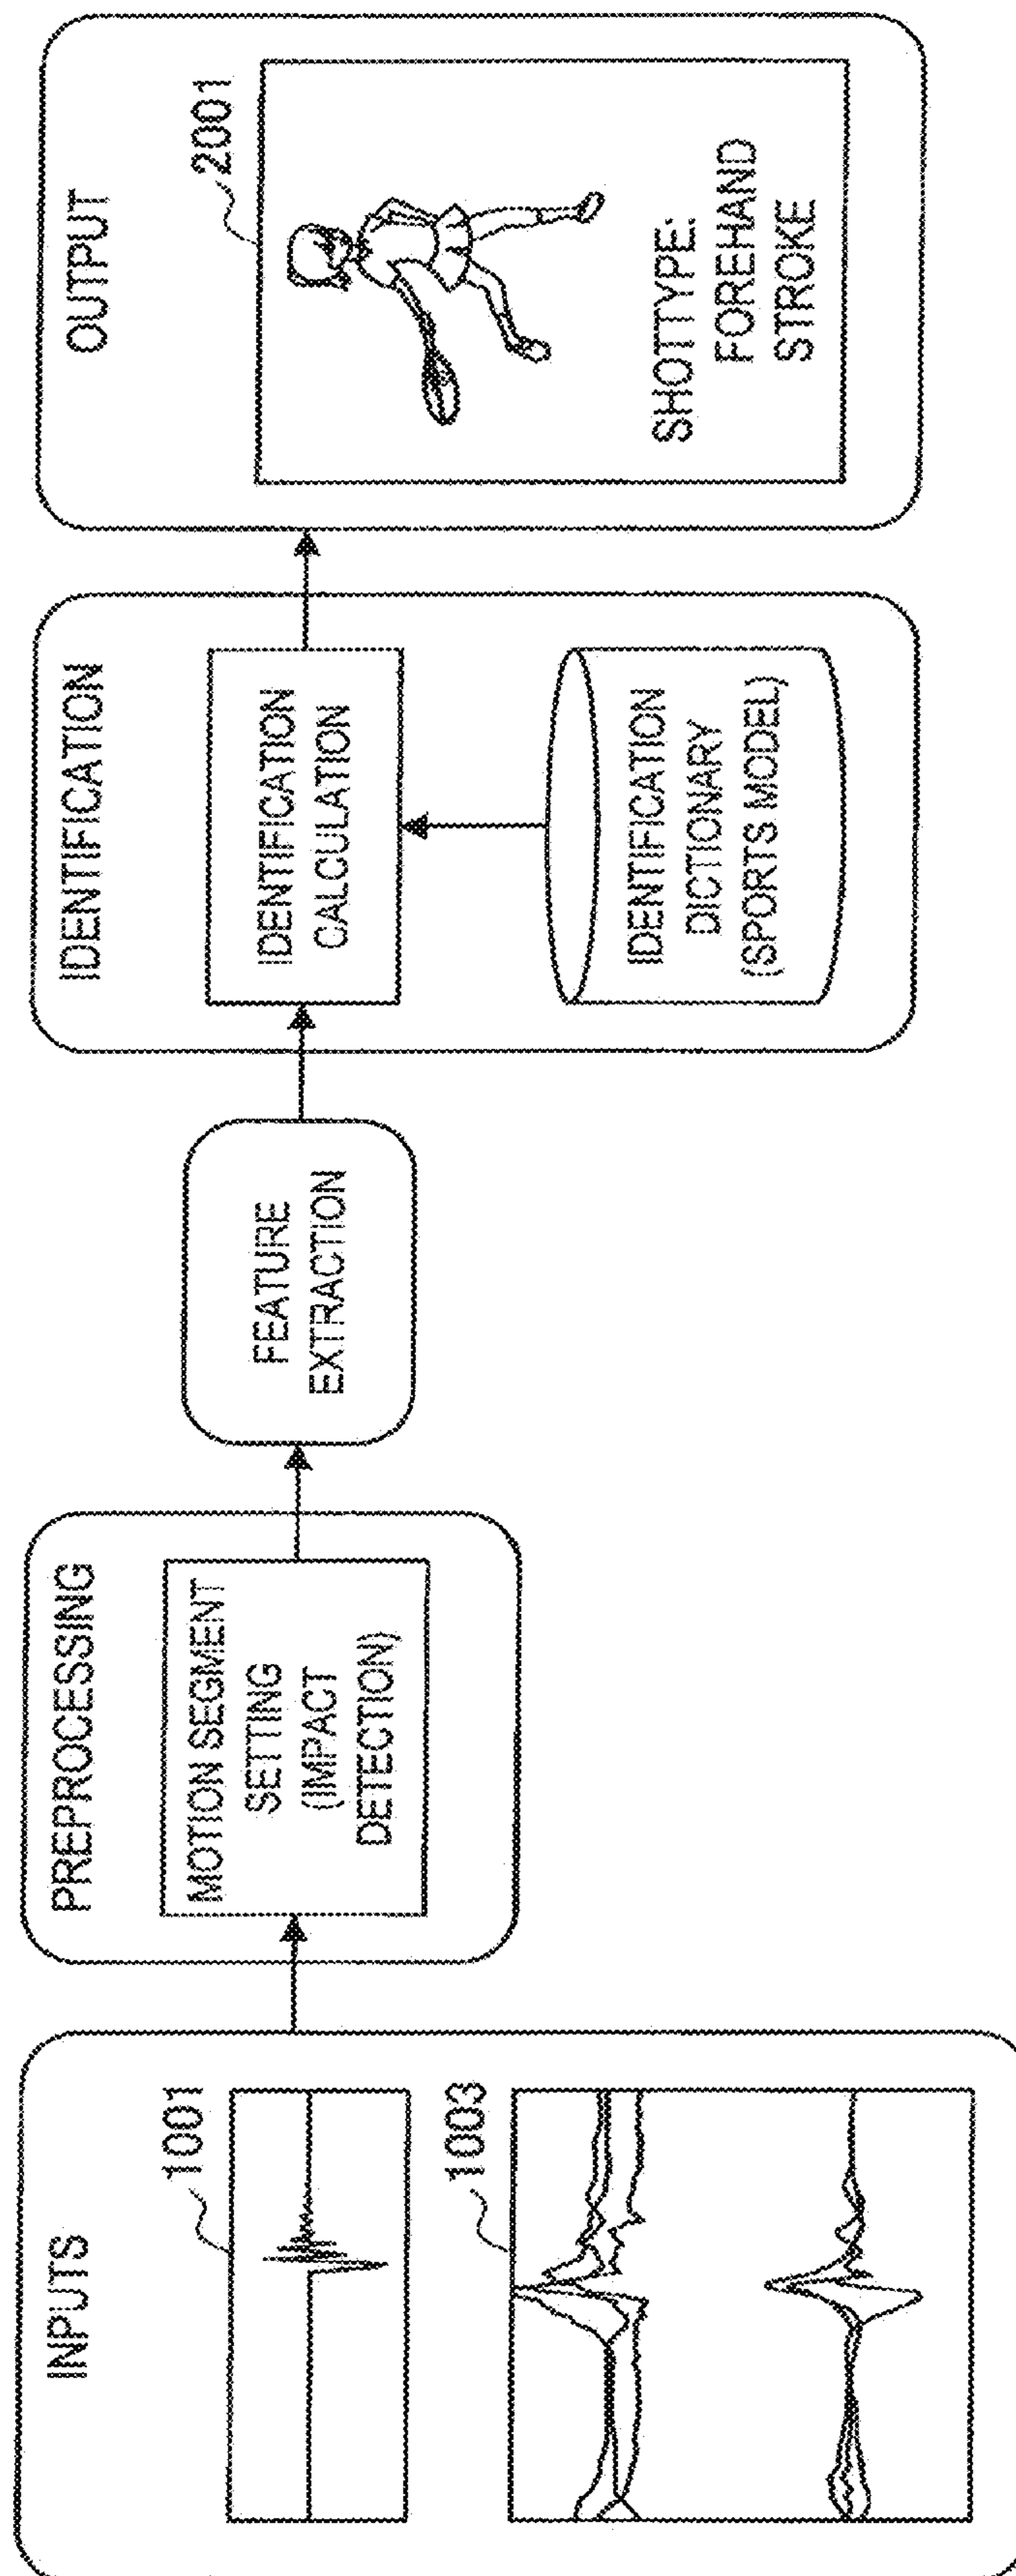 INPUTS
1001
1003
PREPROCESSING
MOTION SEGMENT
SETTING
(IMPACT
DETECTION)
FEATURE
EXTRACTION
IDENTIFICATION
IDENTIFICATION
CALCULATION
IDENTIFICATION
DICTIONARY
(SPORTS MODEL)
OUTPUT
2001
SHOTTYPE:
FOREHAND
STROKE